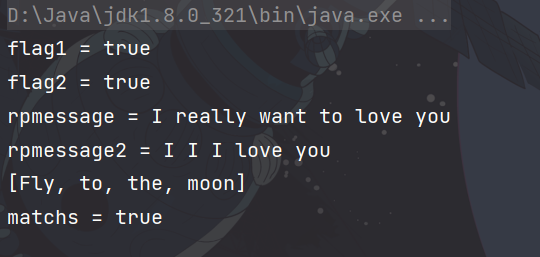 D:\Java\jdk1.8.0_321\bin\java.exe ...
flag1 = true
flag2 = true
rpmessage = I really want to love you
rpmessage2 = I I I love you
[Fly, to, the, moon]
matchs = true